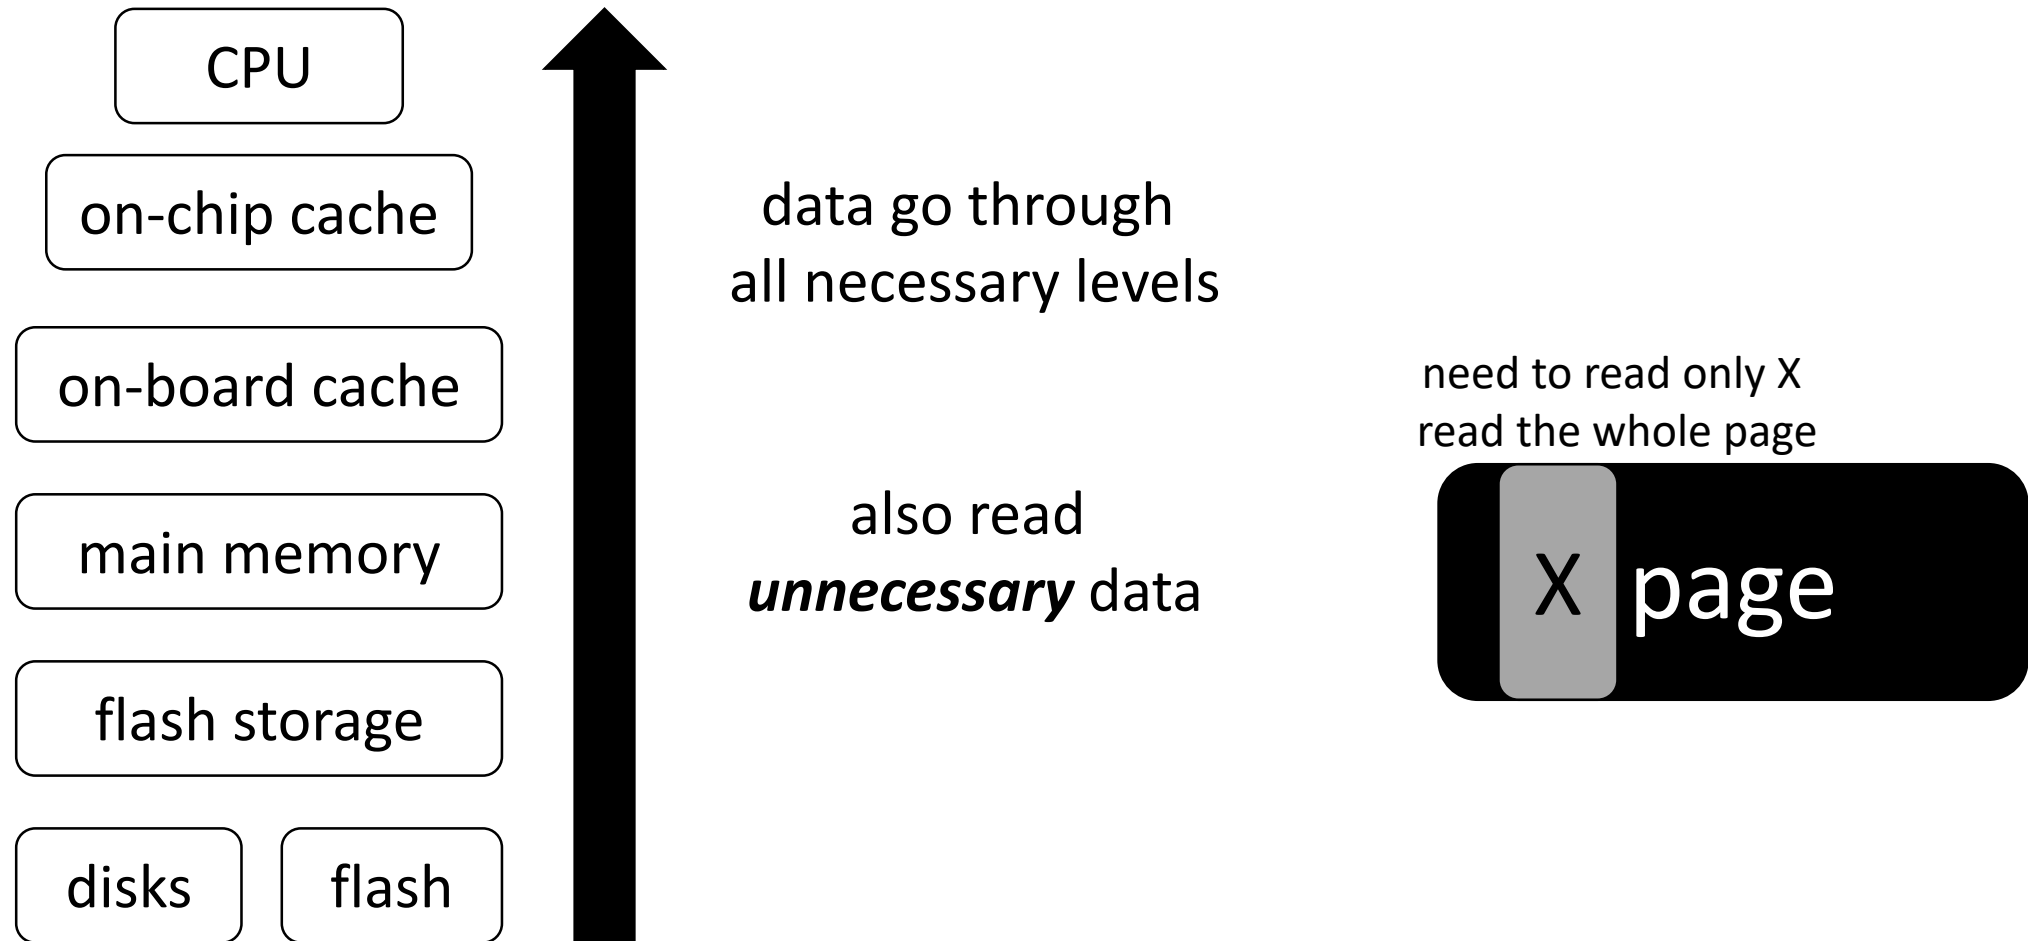 CPU
on-chip cache
on-board cache
main memory
flash storage
disks
flash
data go through
all necessary levels
also read
unnecessary data
need to read only X
read the whole page
X
page